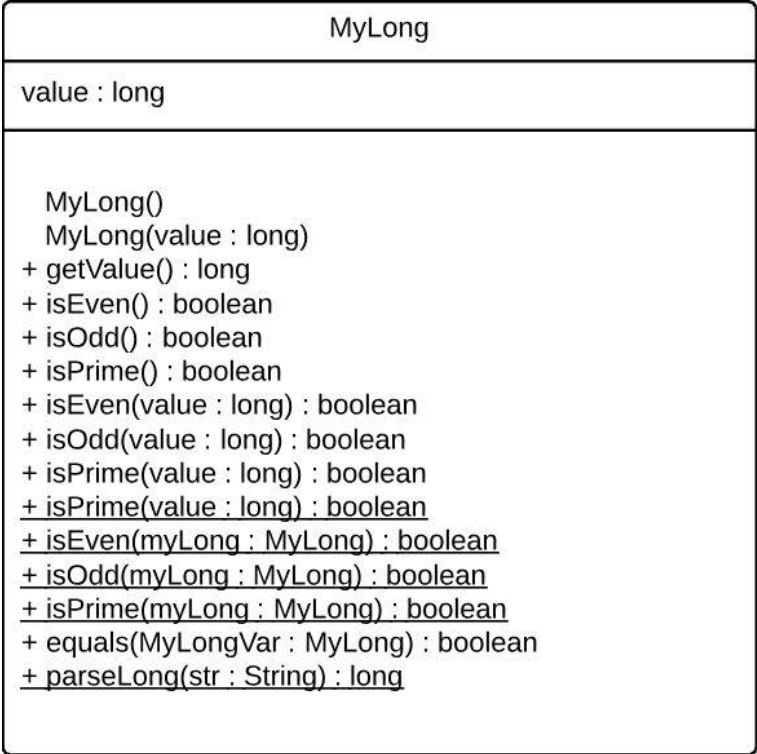 MyLong
value : long
MyLong()
MyLong(value : long)
+ getValue() : long
+ isEven() : boolean
+ isOdd() : boolean
+ isPrime() : boolean
+ isEven(value : long) : boolean
+ isOdd(value : long) : boolean
+ isPrime(value : long) : boolean
+ isPrime(value : long) : boolean
+ isEven(myLong : MyLong) : boolean
+ isOdd(myLong : MyLong) : boolean
+ isPrime(myLong : MyLong) : boolean
+ equals(MyLongVar : MyLong) : boolean
+ parseLong(str : String) : long